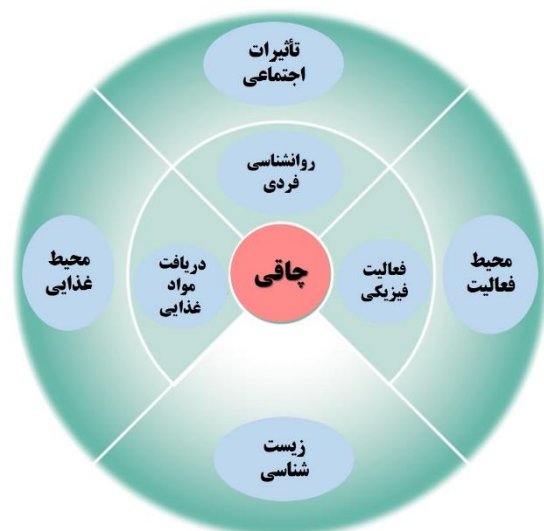 تأثیرات
اجتماعی
روانشناسی
فردی
محیط
فعالیت
فعالیت
فیزیکی
چاقی
دریافت
مواد
غذایی
محیط
غذایی
زیست
شناسی